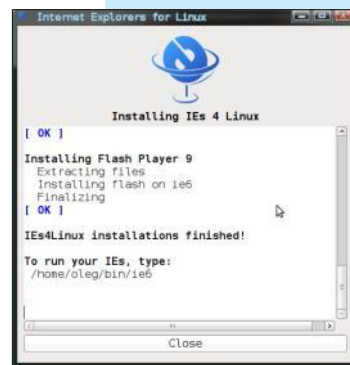 Internet Explorers for Linux
Installing IEs 4 Linux
[ OK ]
Installing Flash Player 9
Extracting files
Installing flash on ie6
Finalizing
[ OK ]
IEs4Linux installations finished!
To run your IEs, type:
/home/oleg/bin/ie6
Close